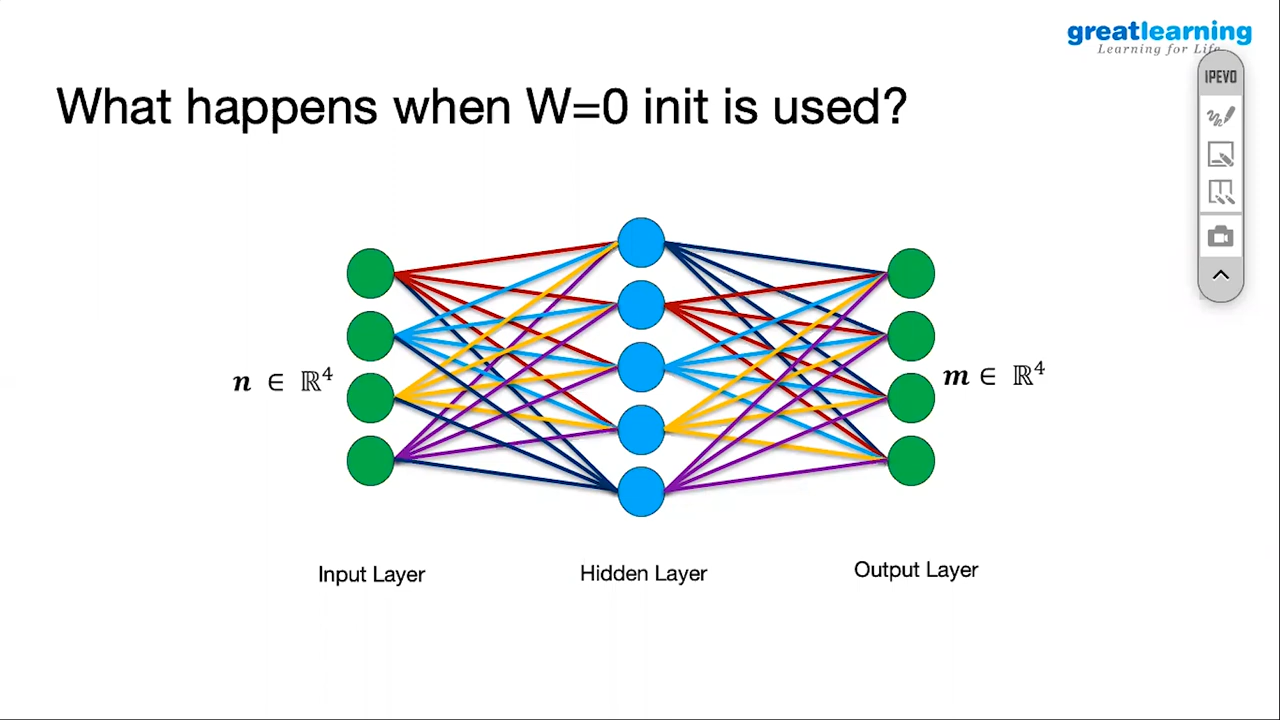 greatlearning
Learning for Life
IPEVO
What happens when W=0 init is used?
n ∈ ℝ⁴
m ∈ ℝ⁴
Input Layer
Hidden Layer
Output Layer